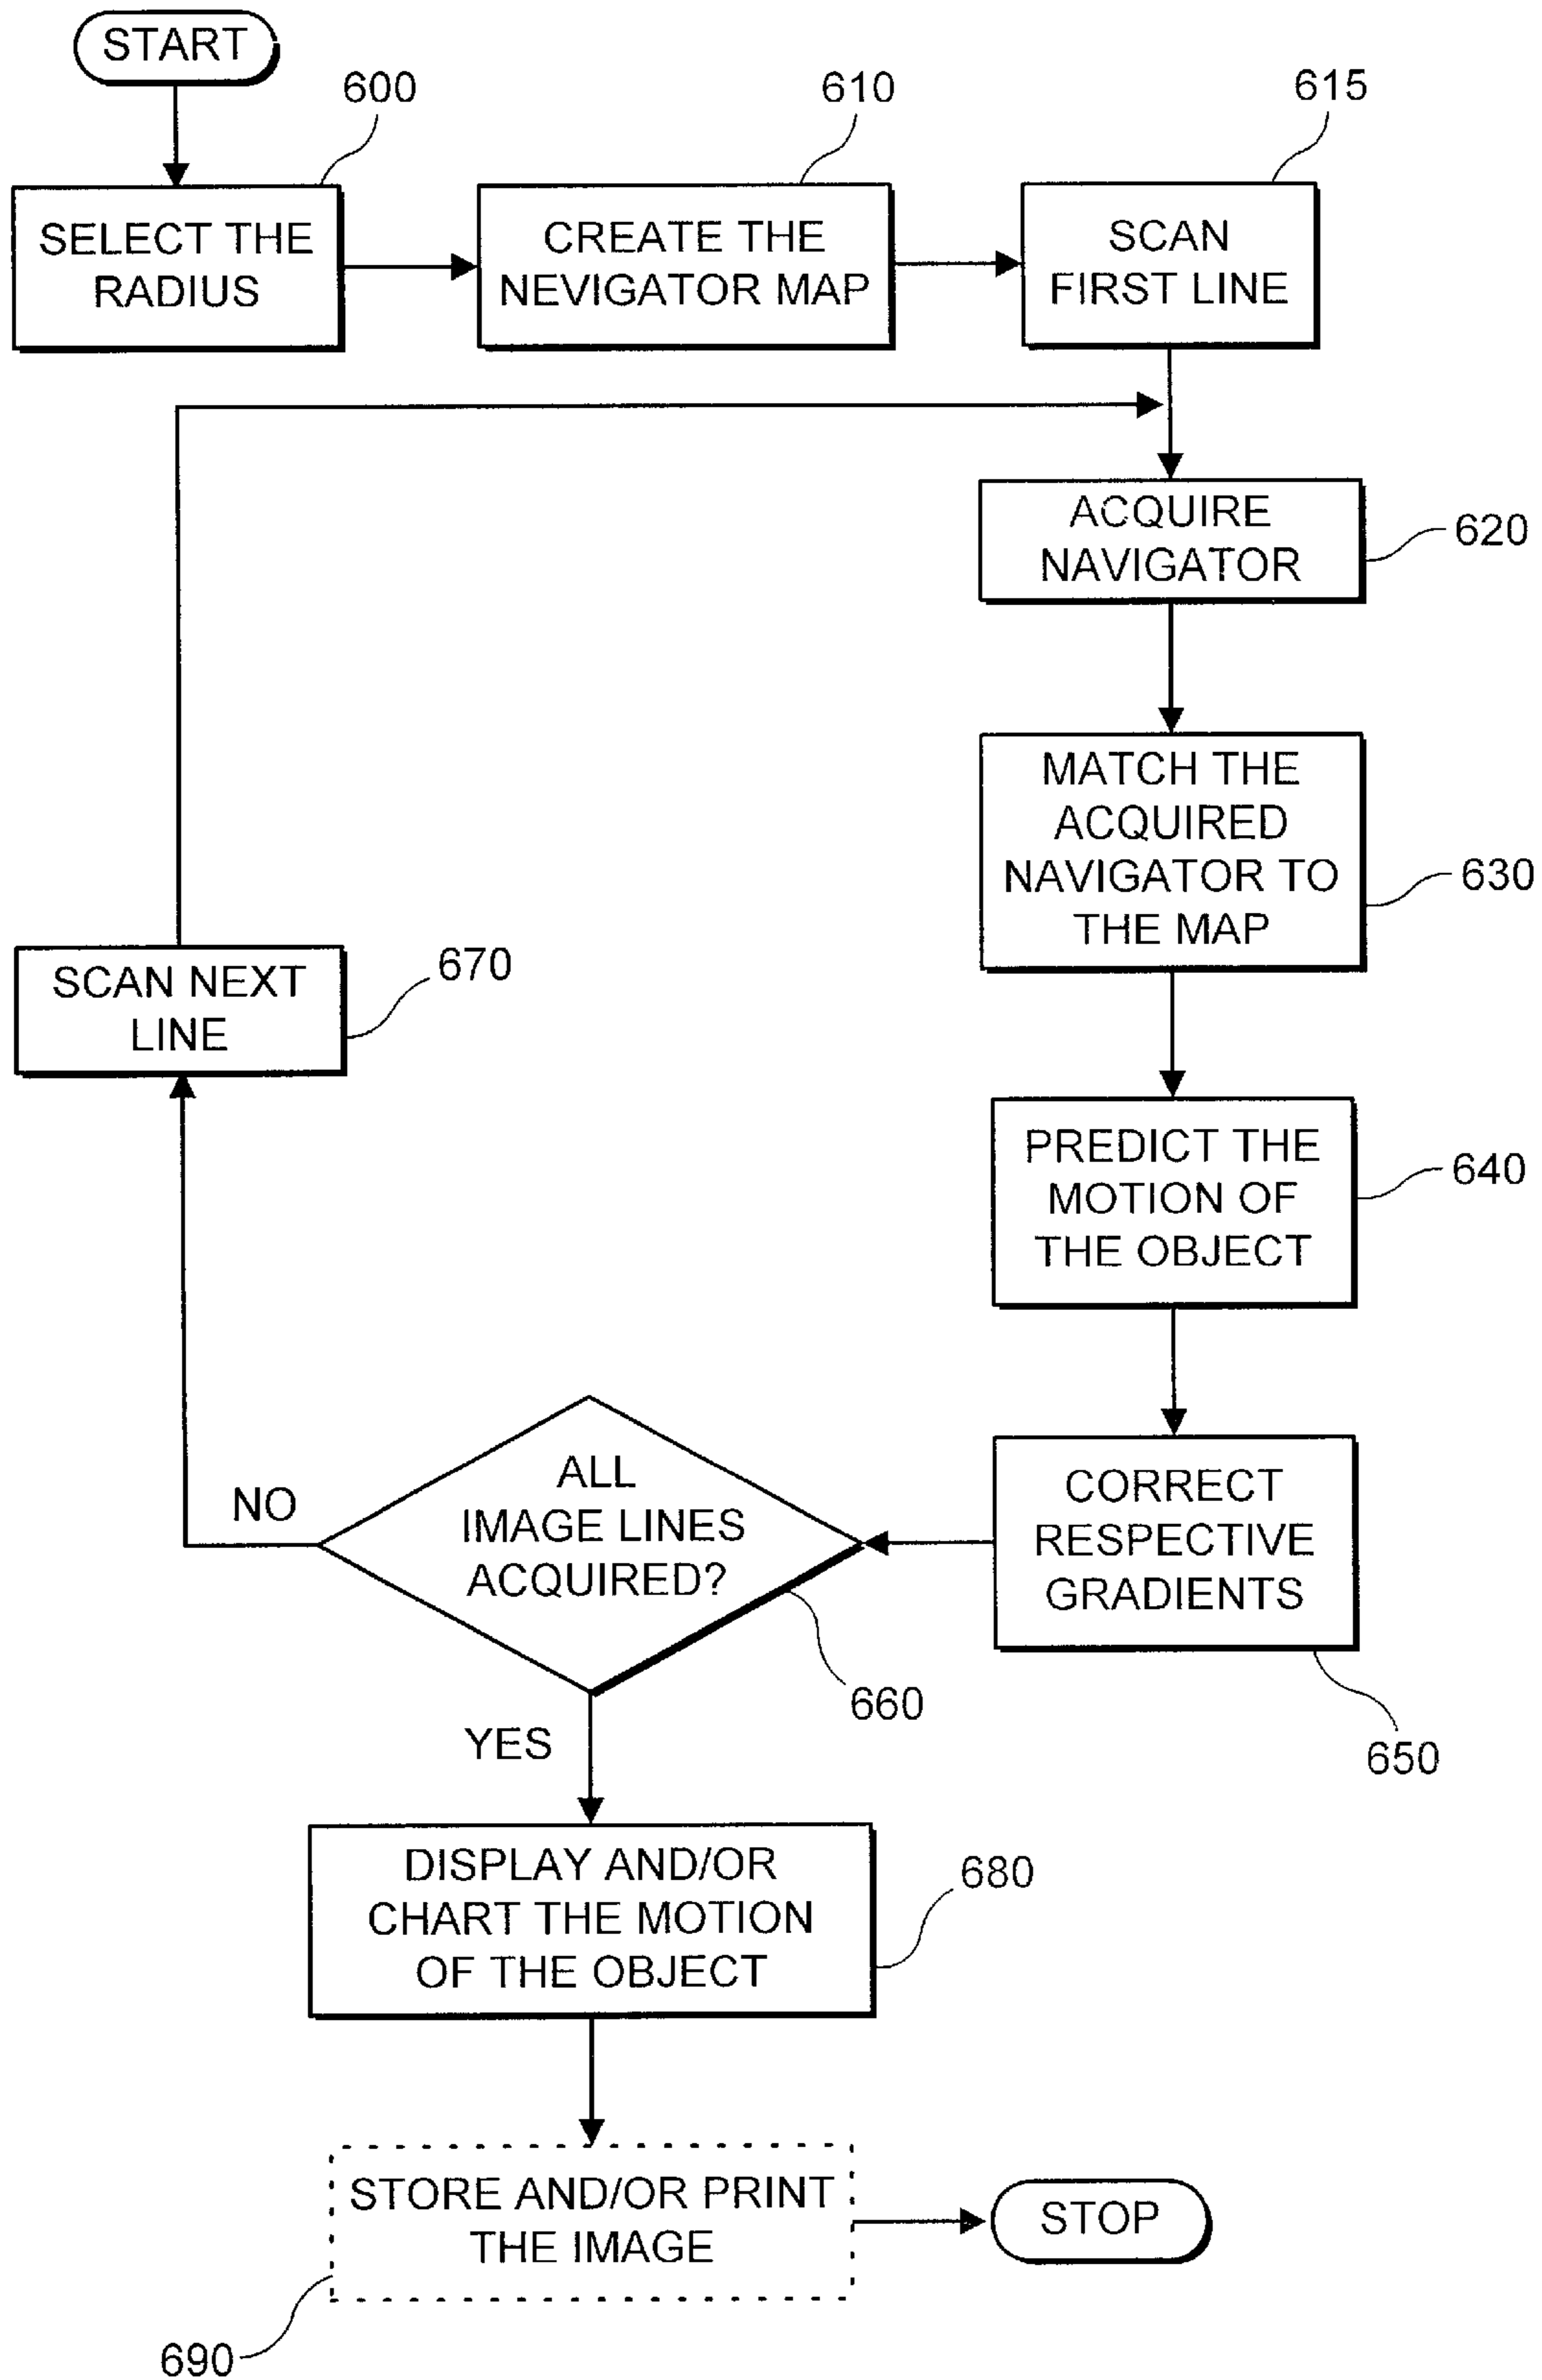 START
600
610
615
SELECT THE
RADIUS
CREATE THE
NEVIGATOR MAP
SCAN
FIRST LINE
ACQUIRE
NAVIGATOR
620
MATCH THE
ACQUIRED
NAVIGATOR TO
THE MAP
630
SCAN NEXT
LINE
670
PREDICT THE
MOTION OF
THE OBJECT
640
CORRECT
RESPECTIVE
GRADIENTS
650
ALL
IMAGE LINES
ACQUIRED?
660
NO
YES
DISPLAY AND/OR
CHART THE MOTION
OF THE OBJECT
680
STORE AND/OR PRINT
THE IMAGE
690
STOP